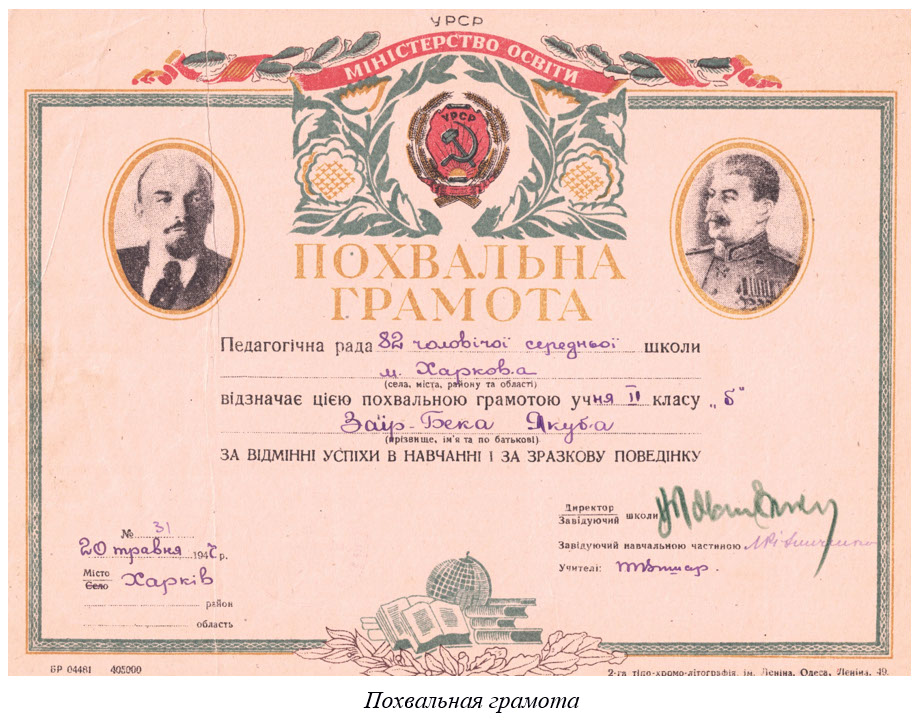 УРСР
МІНІСТЕРСТВО ОСВІТИ
УРСР
ПОХВАЛЬНА
ГРАМОТА
Педагогічна рада 82 чоловічої середньої школи
м. Харкова
(села, міста, району та області)
відзначає цією похвальною грамотою учня II класу „Б"
Заїр-Бека Якуба
(прізвище, ім'я та по батькові)
ЗА ВІДМІННІ УСПІХИ В НАВЧАННІ І ЗА ЗРАЗКОВУ ПОВЕДІНКУ
Директор
Завідуючий школи
№ 31
20 травня 194 р.
Завідуючий навчальною частиною
Учителі:
Місто
Село Харків
район
область
БР 04481 405000
2-га типо-хромо-літографія ім. Леніна, Одеса, Леніна, 49.
Похвальная грамота